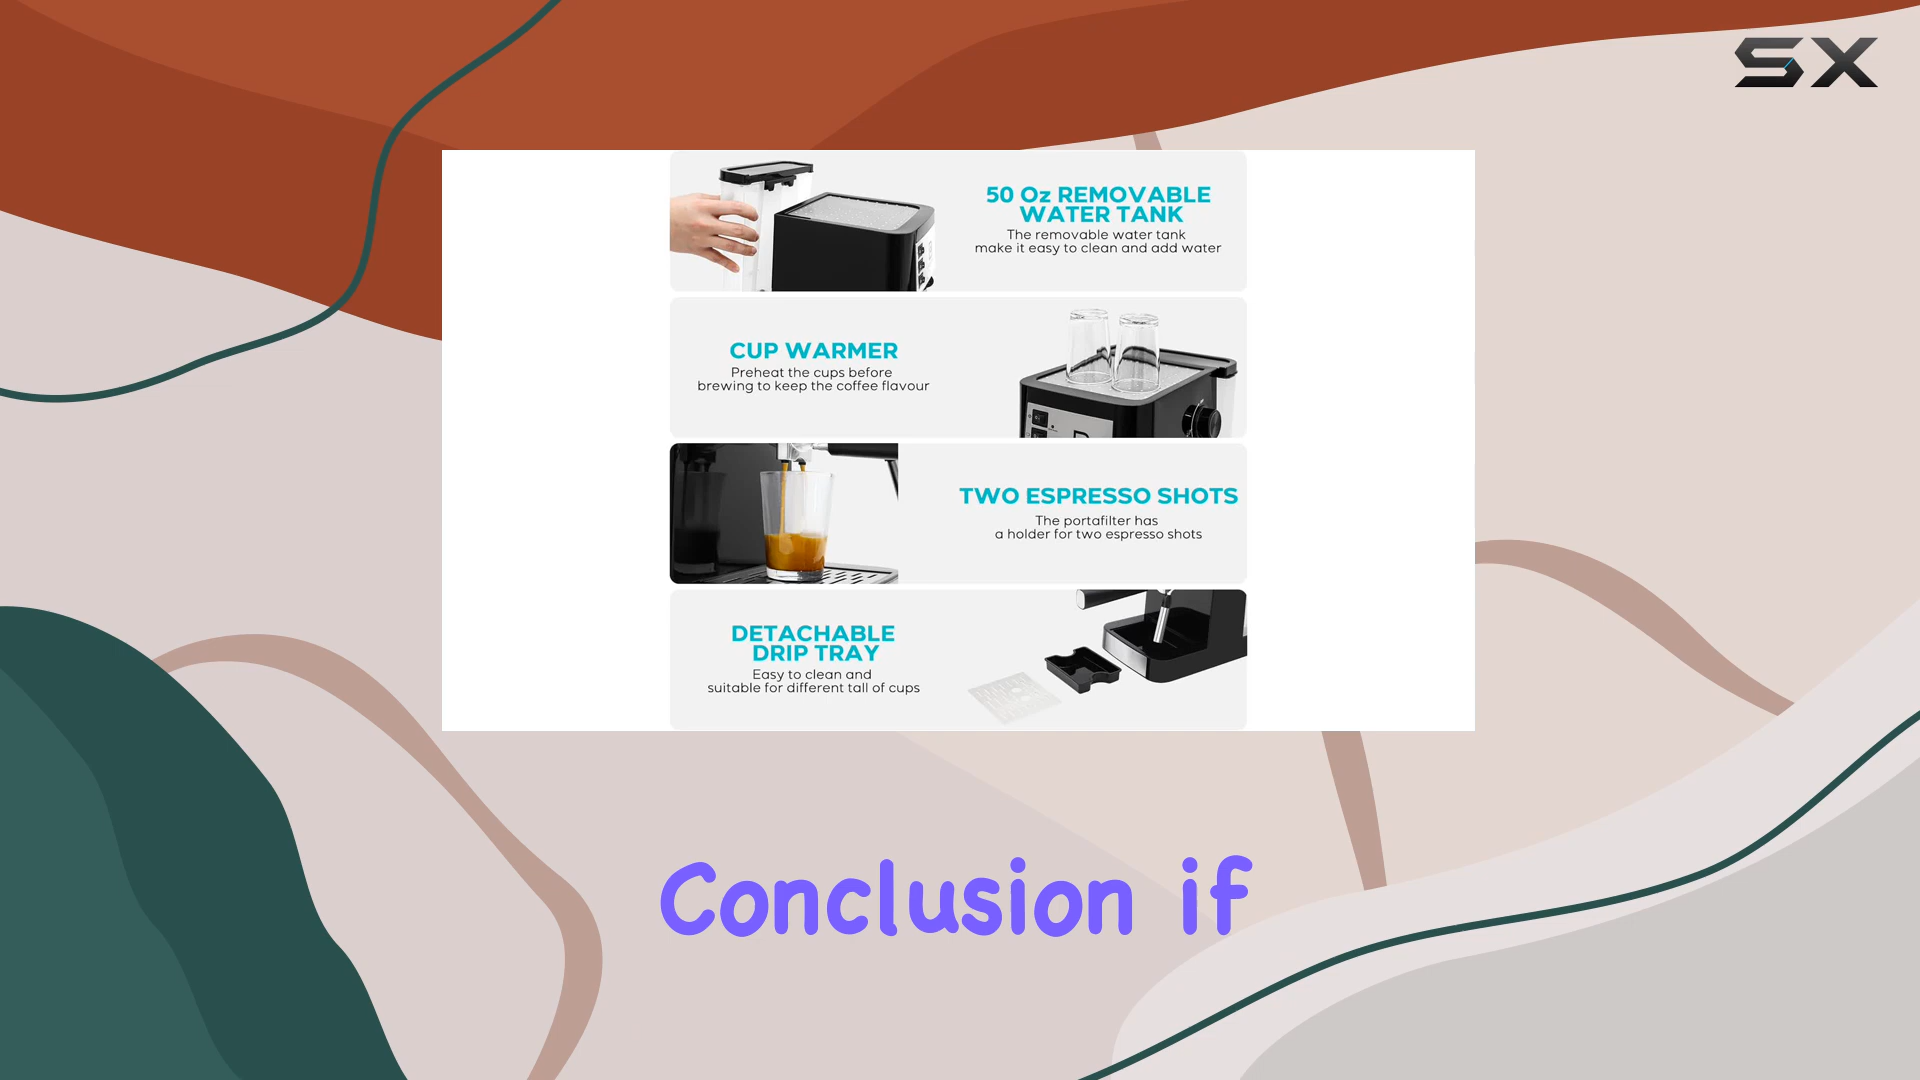 SX
50 Oz REMOVABLE
WATER TANK
The removable water tank
make it easy to clean and add water
CUP WARMER
Preheat the cups before
brewing to keep the coffee flavour
TWO ESPRESSO SHOTS
The portafilter has
a holder for two espresso shots
DETACHABLE
DRIP TRAY
Easy to clean and
suitable for different tall of cups
Conclusion if